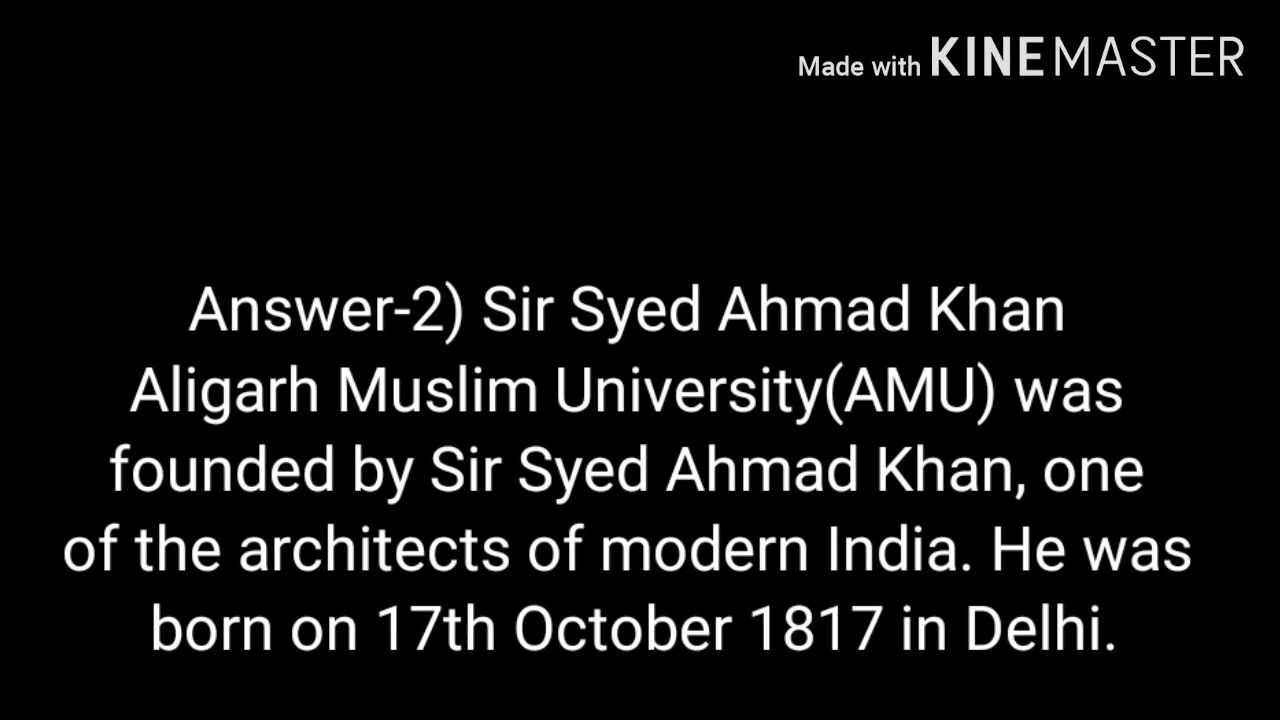 Made with KINEMASTER
Answer-2) Sir Syed Ahmad Khan
Aligarh Muslim University(AMU) was
founded by Sir Syed Ahmad Khan, one
of the architects of modern India. He was
born on 17th October 1817 in Delhi.